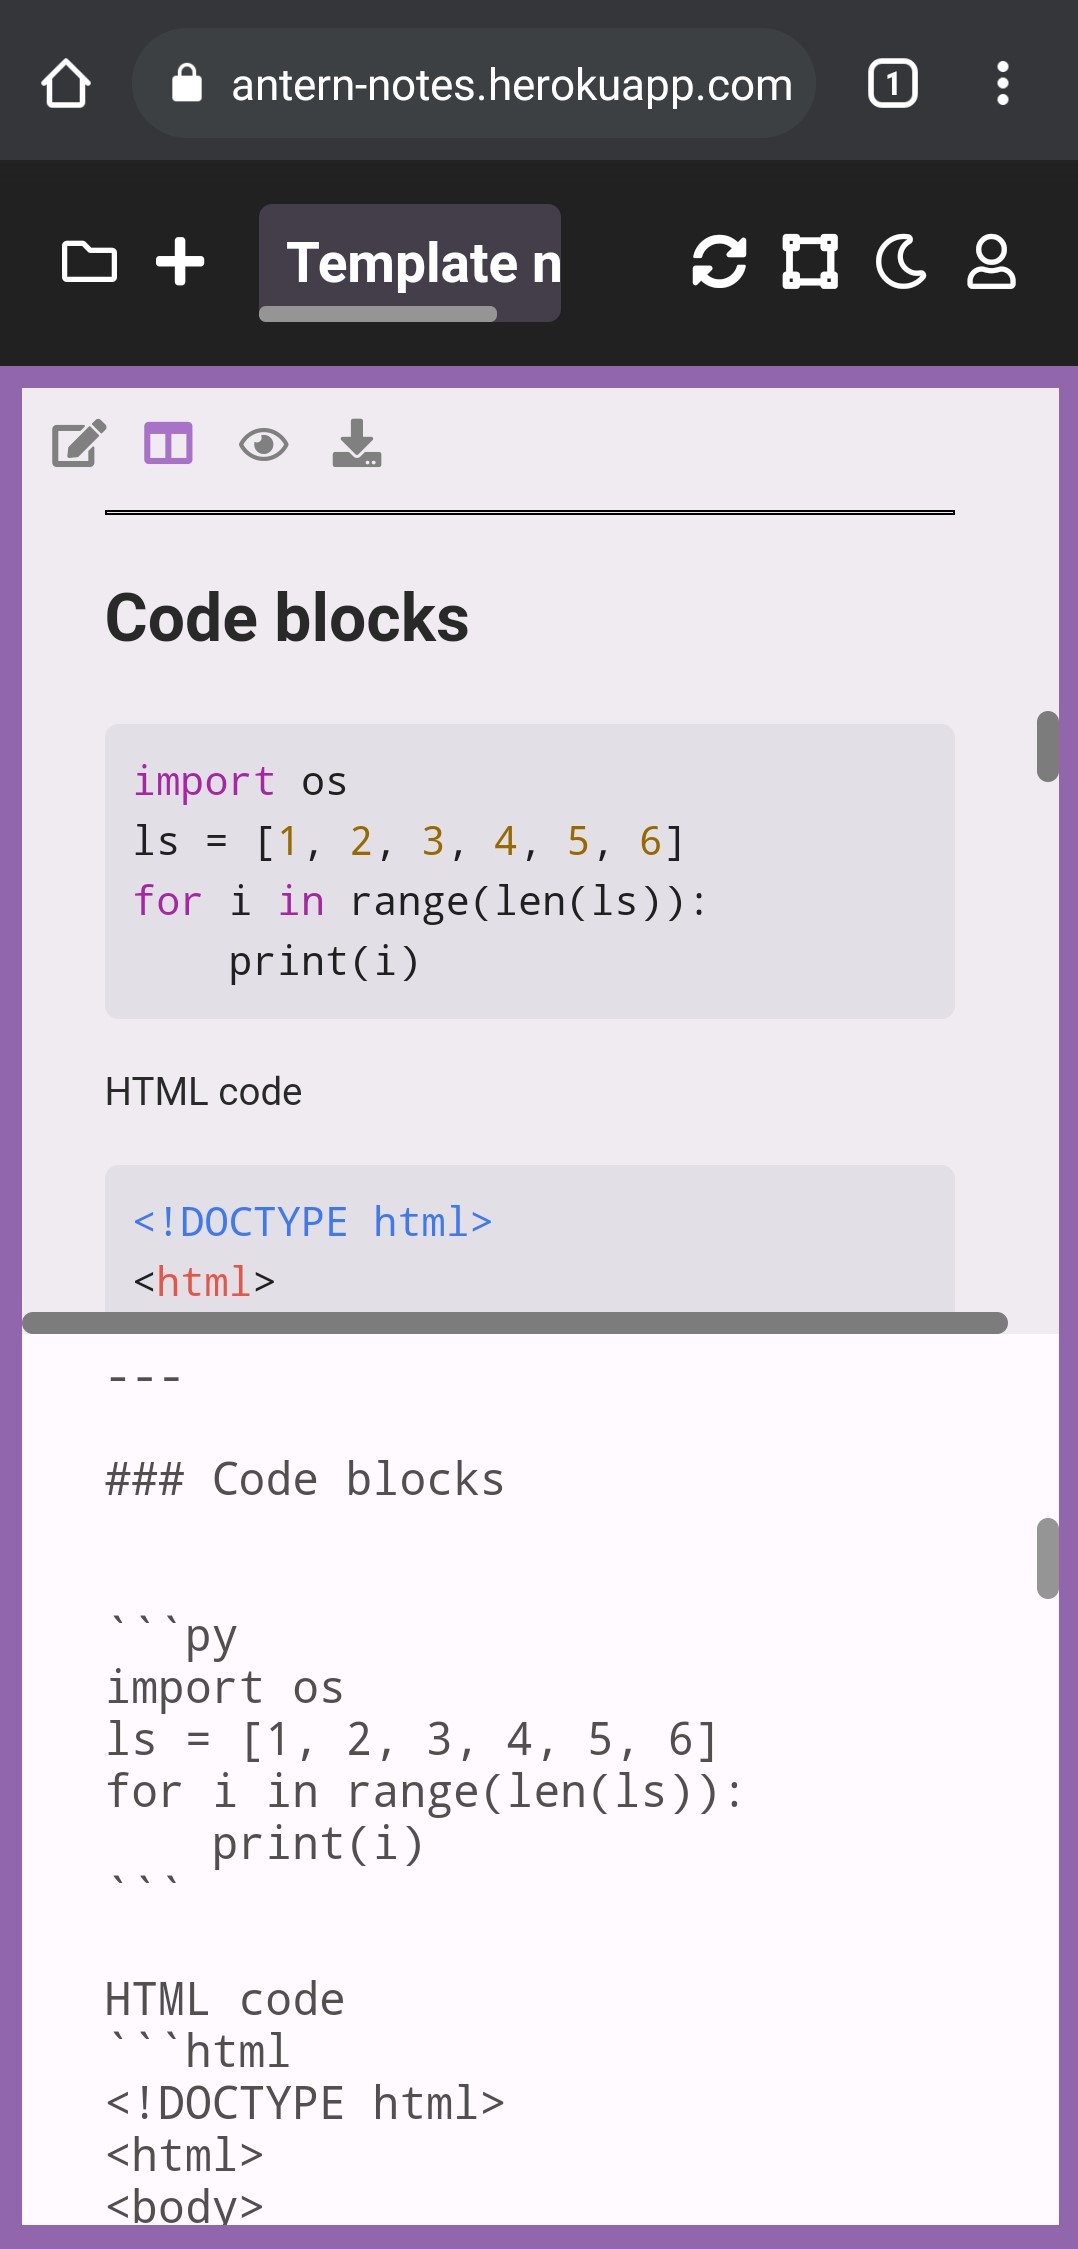 antern-notes.herokuapp.com
1
Template n
Code blocks
import os
ls = [1, 2, 3, 4, 5, 6]
for i in range(len(ls)):
    print(i)
HTML code
<!DOCTYPE html>
<html>
---
### Code blocks
```py
import os
ls = [1, 2, 3, 4, 5, 6]
for i in range(len(ls)):
    print(i)
```
HTML code
```html
<!DOCTYPE html>
<html>
<body>